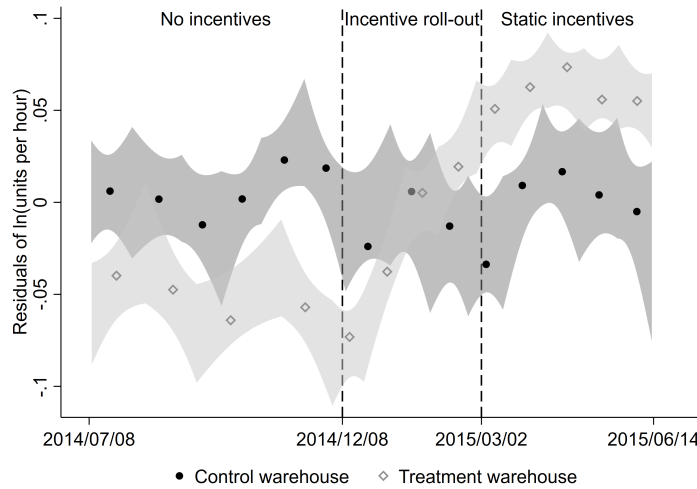 No incentives
Incentive roll-out
Static incentives
Residuals of ln(units per hour)
.1
.05
0
-.05
-.1
2014/07/08
2014/12/08
2015/03/02
2015/06/14
Control warehouse
Treatment warehouse